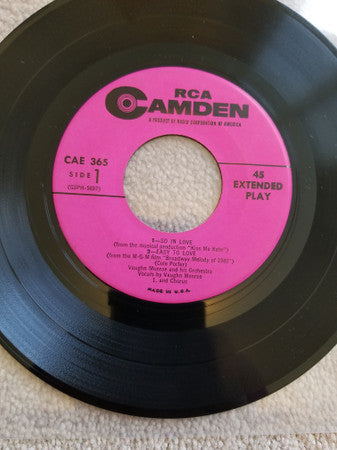 RCA
CAMDEN
A PRODUCT OF RADIO CORPORATION OF AMERICA
CAE 365
SIDE 1
45
EXTENDED
PLAY
1—SO IN LOVE
(from the musical production "Kiss Me Kate")
2—EASY TO LOVE
(from the M-G-M film "Broadway Melody of 1940")
(Cole Porter)
Vaughn Monroe and his Orchestra
Vocals by Vaughn Monroe
1. and Chorus
MADE IN U.S.A.